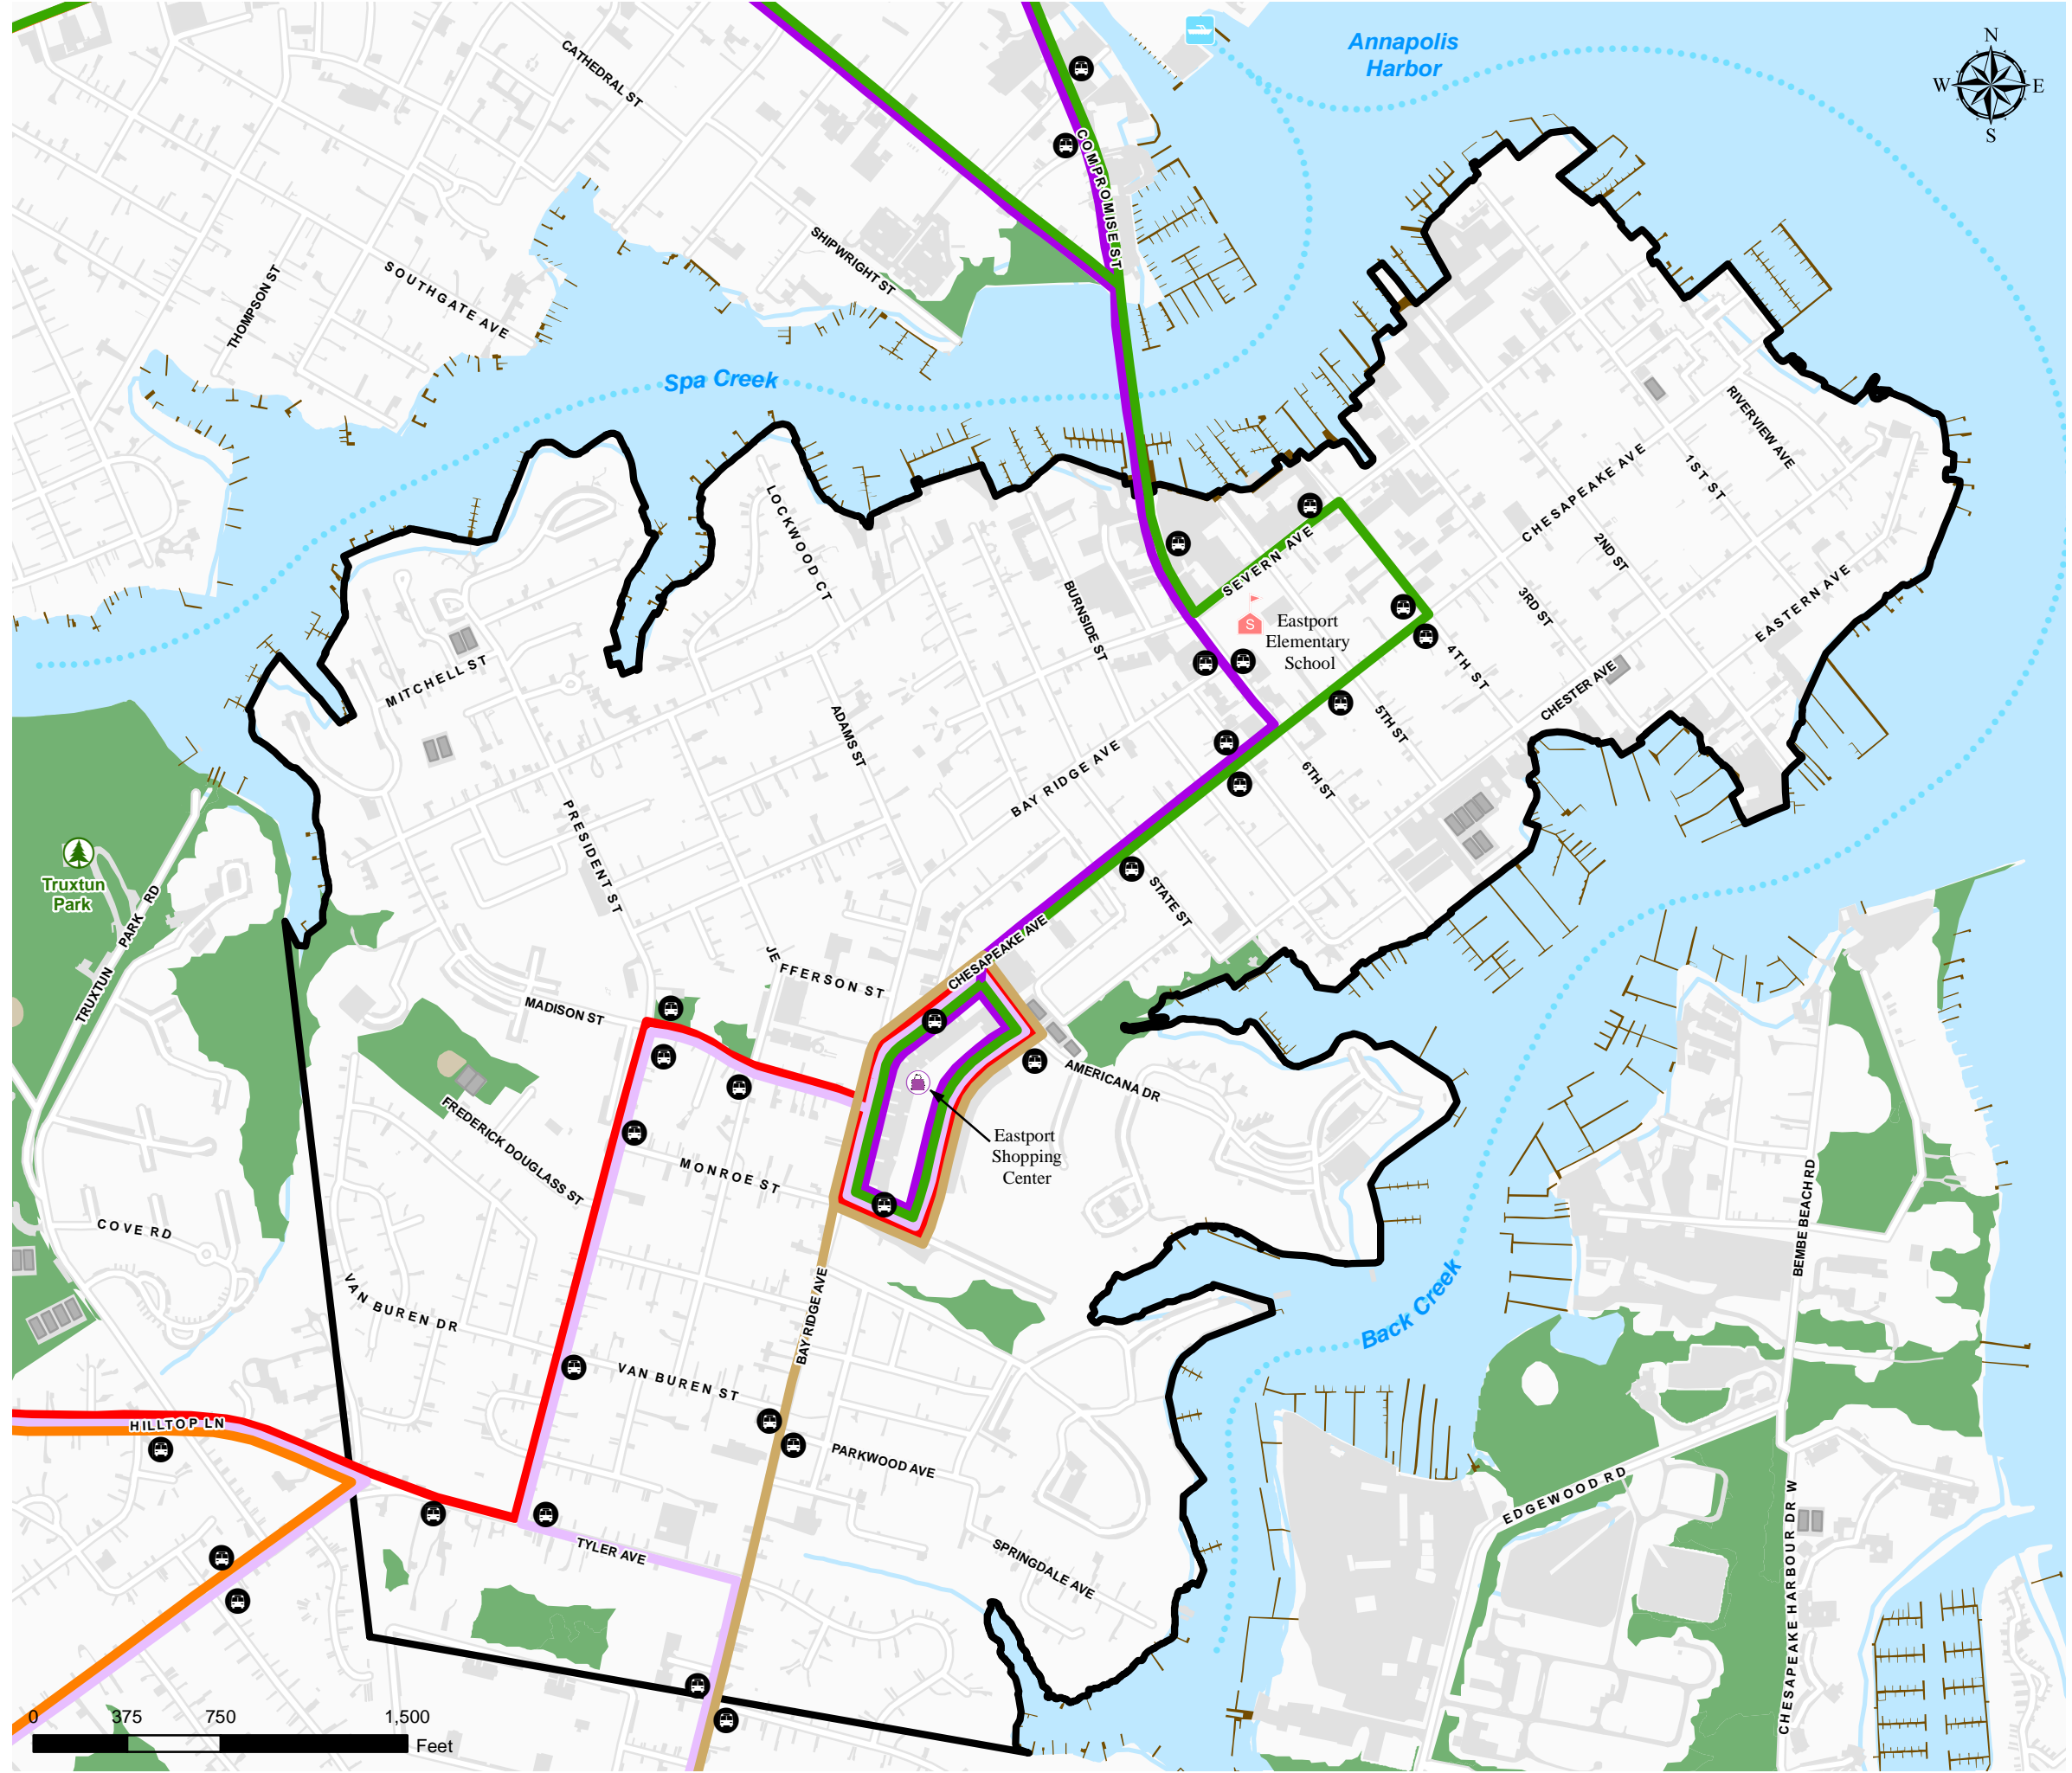 Annapolis
Harbor
N
W
E
S
CATHEDRAL ST
COMPROMISE ST
SHIPWRIGHT ST
THOMPSON ST
SOUTHGATE AVE
Spa Creek
RIVERVIEW AVE
CHESAPEAKE AVE
1ST ST
LOCKWOOD CT
SEVERN AVE
2ND ST
BURNSIDE ST
3RD ST
EASTERN AVE
S
Eastport
Elementary
School
4TH ST
MITCHELL ST
CHESTER AVE
ADAMS ST
5TH ST
BAY RIDGE AVE
6TH ST
PRESIDENT ST
Truxtun
Park
TRUXTUN PARK RD
STATE ST
CHESAPEAKE AVE
JEFFERSON ST
MADISON ST
AMERICANA DR
FREDERICK DOUGLASS ST
Eastport
Shopping
Center
MONROE ST
COVE RD
BEMBE BEACH RD
VAN BUREN DR
BAY RIDGE AVE
Back Creek
VAN BUREN ST
HILLTOP LN
PARKWOOD AVE
EDGEWOOD RD
TYLER AVE
SPRINGDALE AVE
CHESAPEAKE HARBOUR DR W
0 375 750 1,500
Feet